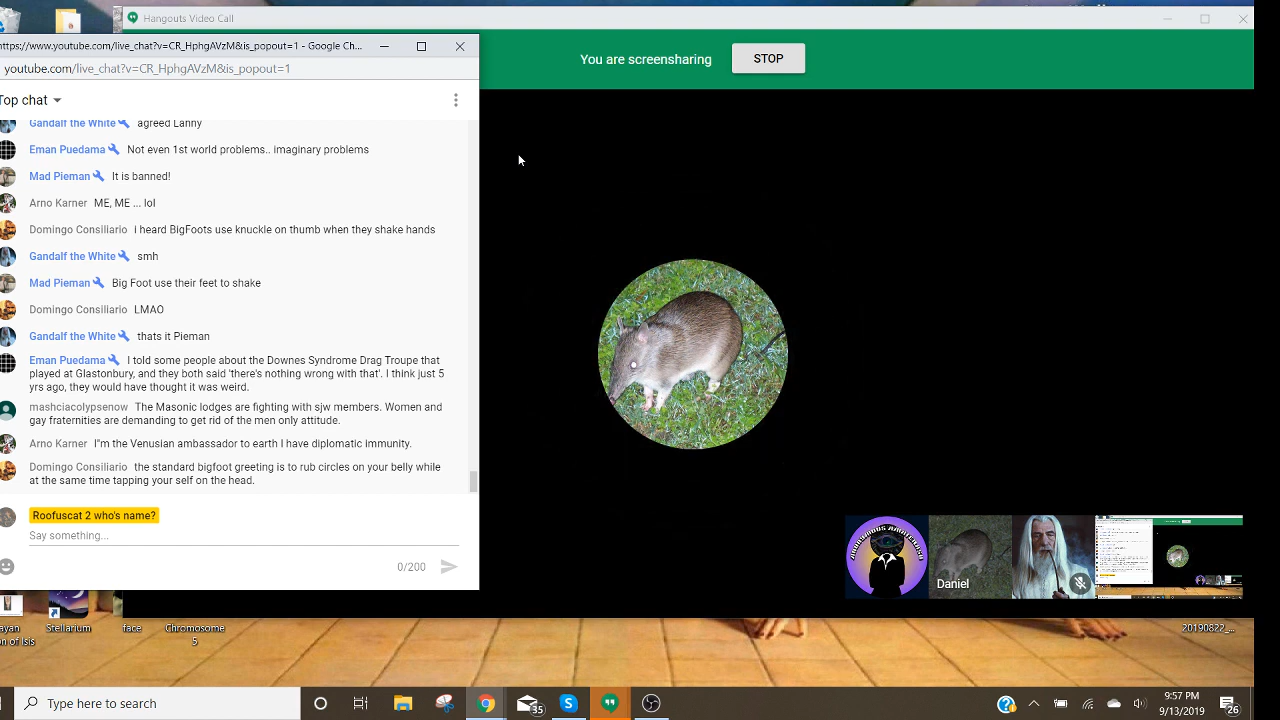 Hangouts Video Call
https://www.youtube.com/live_chat?v=CR_HphgAVzM&is_popout=1 - Google Ch...
youtube.com/live_chat?v=CR_HphgAVzM&is_popout=1
You are screensharing
STOP
Top chat
Gandalf the White agreed Lanny
Eman Puedama Not even 1st world problems.. imaginary problems
Mad Pieman It is banned!
Arno Karner ME, ME ... lol
Domingo Consiliario i heard BigFoots use knuckle on thumb when they shake hands
Gandalf the White smh
Mad Pieman Big Foot use their feet to shake
Domingo Consiliario LMAO
Gandalf the White thats it Pieman
Eman Puedama I told some people about the Downes Syndrome Drag Troupe that
played at Glastonbury, and they both said 'there's nothing wrong with that'. I think just 5
yrs ago, they would have thought it was weird.
mashciacolypsenow The Masonic lodges are fighting with sjw members. Women and
gay fraternities are demanding to get rid of the men only attitude.
Arno Karner I"m the Venusian ambassador to earth I have diplomatic immunity.
Domingo Consiliario the standard bigfoot greeting is to rub circles on your belly while
at the same time tapping your self on the head.
Roofuscat 2 who's name?
Say something...
0/200
Daniel
ayan
on of Isis
Stellarium
face
Chromosome
5
20190822_...
Type here to search
35
S
9:57 PM
9/13/2019
26